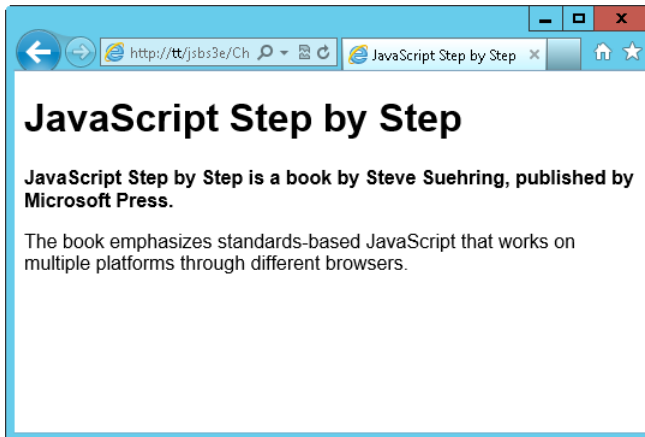 http://tt/jsbs3e/Ch
JavaScript Step by Step
JavaScript Step by Step
JavaScript Step by Step is a book by Steve Suehring, published by
Microsoft Press.
The book emphasizes standards-based JavaScript that works on
multiple platforms through different browsers.